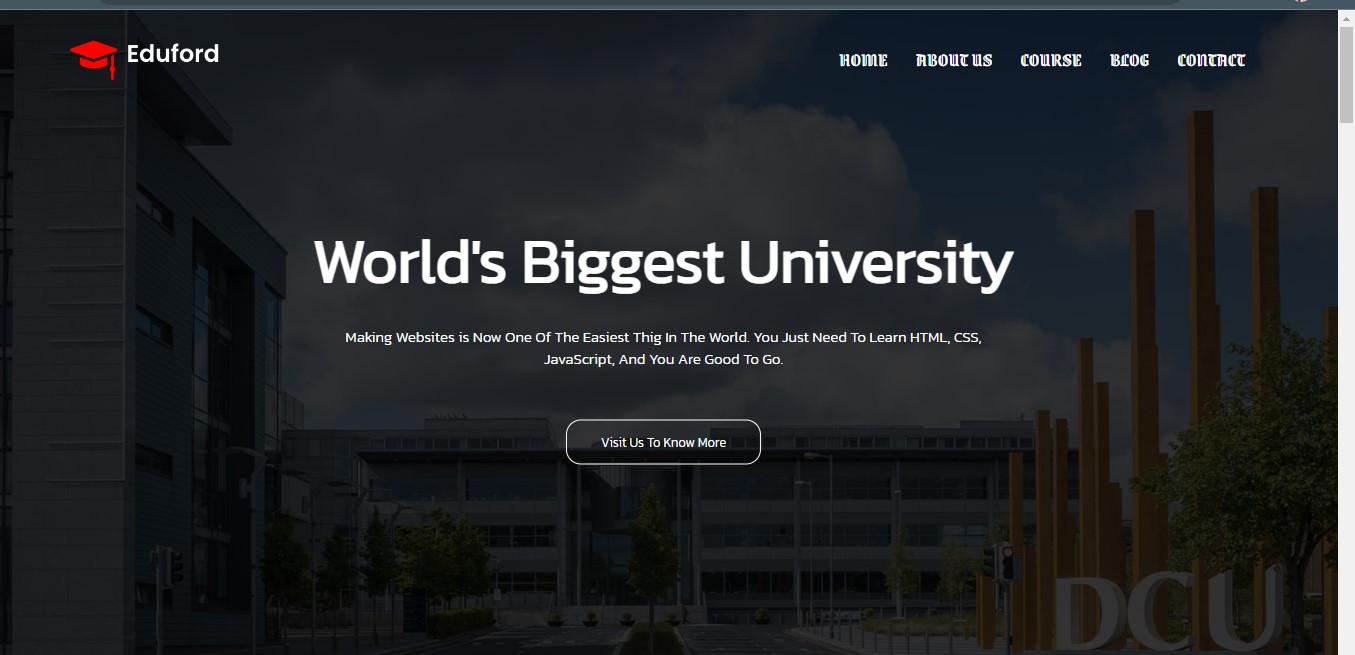 Eduford
HOME ABOUT US COURSE BLOG CONTACT
World's Biggest University
Making Websites is Now One Of The Easiest Thig In The World. You Just Need To Learn HTML, CSS,
JavaScript, And You Are Good To Go.
Visit Us To Know More
DCU